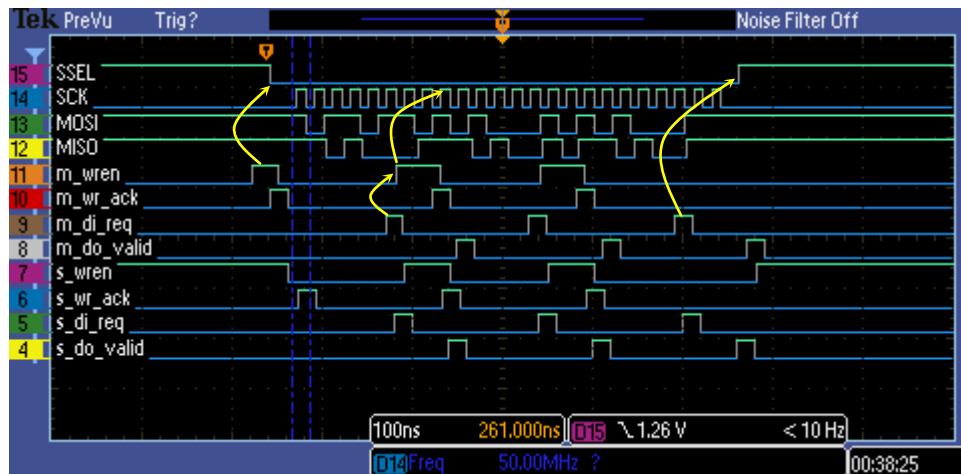 Tek PreVu Trig? Noise Filter Off
15 SSEL
14 SCK
13 MOSI
12 MISO
11 m_wren
10 m_wr_ack
9 m_di_req
8 m_do_valid
7 s_wren
6 s_wr_ack
5 s_di_req
4 s_do_valid
100ns 261.000ns D15 1.26 V < 10 Hz
D14 Freq 50.00MHz ? 00:38:25